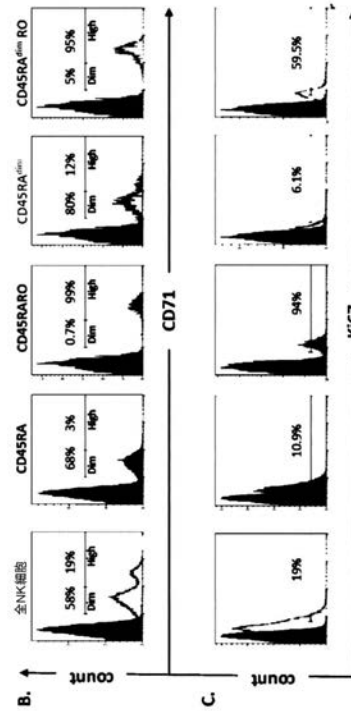 B.
全NK細胞
CD45RA
CD45RARO
CD45RAdim
CD45RAdim RO
58% 19%
Dim High
68% 3%
Dim High
0.7% 99%
Dim High
80% 12%
Dim High
5% 95%
Dim High
count
CD71
C.
19%
10.9%
94%
6.1%
59.5%
count